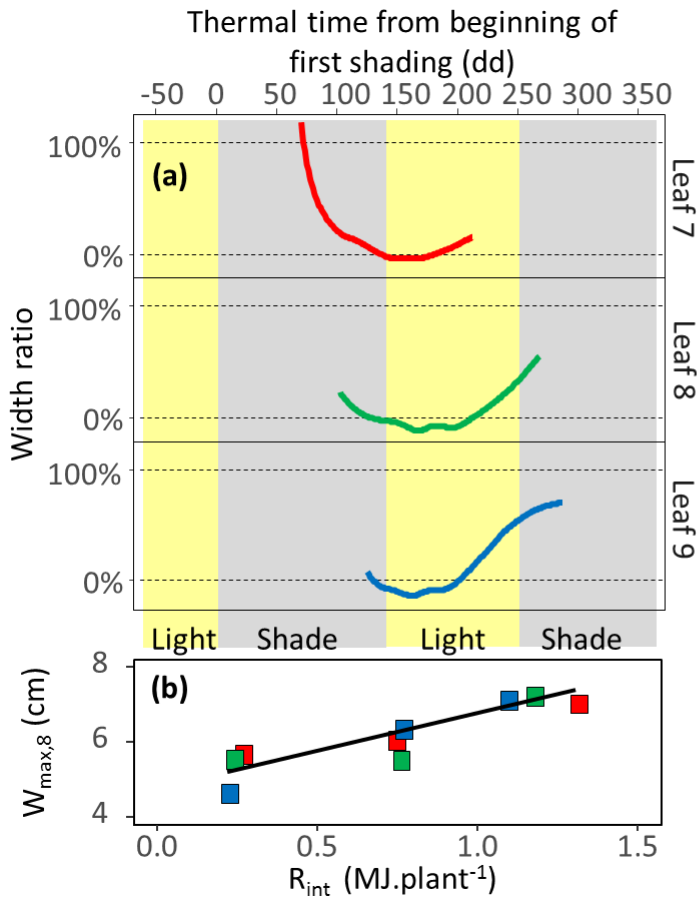 Thermal time from beginning of
first shading (dd)
-50 0 50 100 150 200 250 300 350
(a)
Width ratio
100%
0%
Leaf 7
100%
0%
Leaf 8
100%
0%
Leaf 9
Light Shade Light Shade
(b)
Wmax,8 (cm)
8
6
4
0.0 0.5 1.0 1.5
Rint (MJ.plant-1)